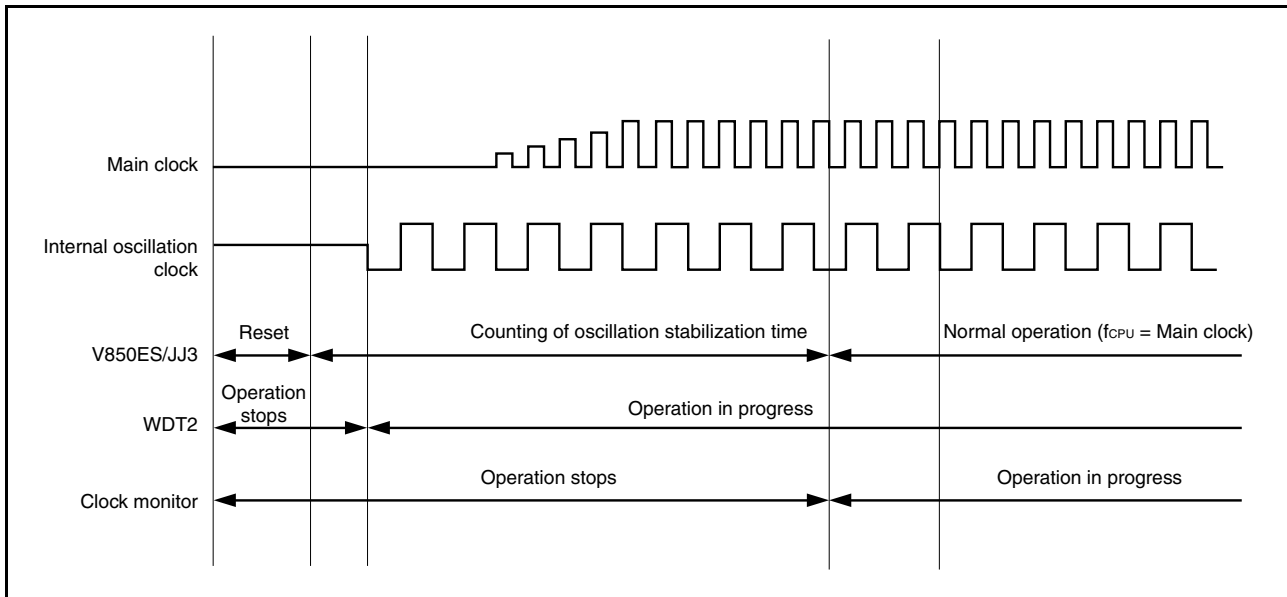 Main clock
Internal oscillation
clock
Reset
Counting of oscillation stabilization time
Normal operation (fCPU = Main clock)
V850ES/JJ3
Operation
stops
Operation in progress
WDT2
Operation stops
Operation in progress
Clock monitor